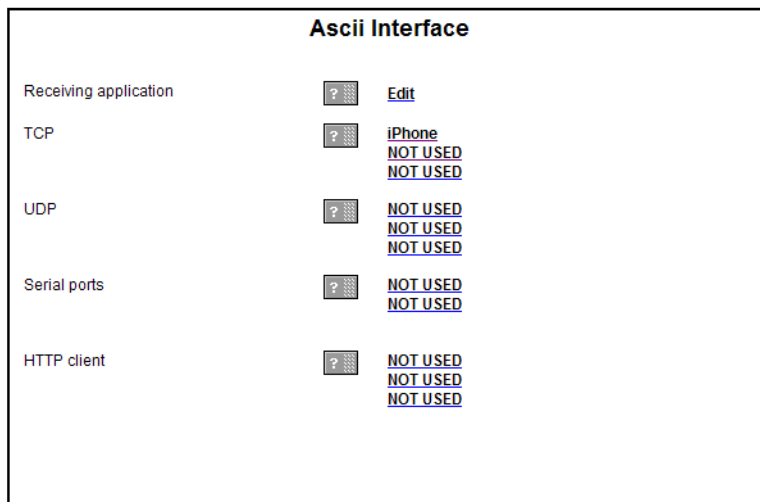 Ascii Interface
Receiving application ? Edit
TCP ? iPhone
NOT USED
NOT USED
UDP ? NOT USED
NOT USED
NOT USED
Serial ports ? NOT USED
NOT USED
HTTP client ? NOT USED
NOT USED
NOT USED